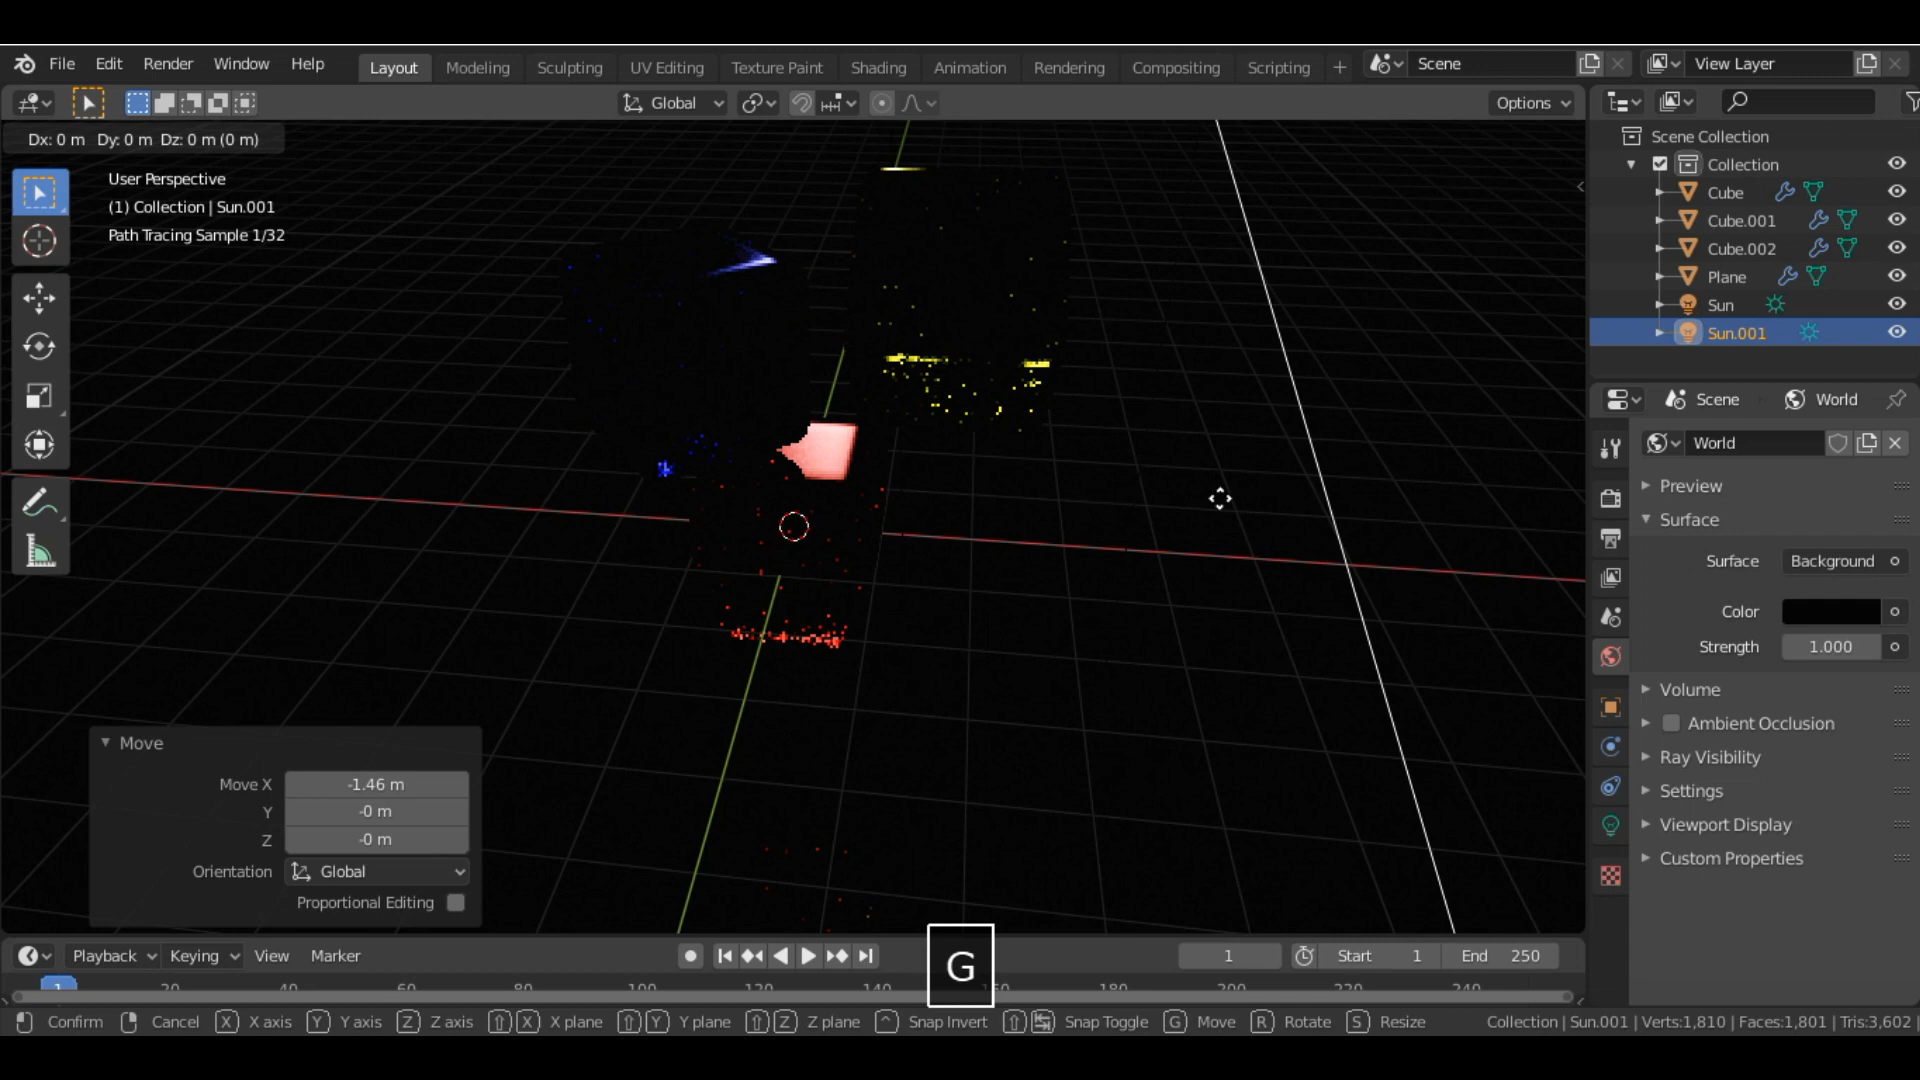 File Edit Render Window Help Layout Modeling Sculpting UV Editing Texture Paint Shading Animation Rendering Compositing Scripting + Scene View Layer
Global Options
Dx: 0 m Dy: 0 m Dz: 0 m (0 m)
User Perspective
(1) Collection | Sun.001
Path Tracing Sample 1/32
Scene Collection
Collection
Cube
Cube.001
Cube.002
Plane
Sun
Sun.001
Scene World
World
Preview
Surface
Surface Background
Color
Strength 1.000
Volume
Ambient Occlusion
Ray Visibility
Settings
Viewport Display
Custom Properties
Move
Move X -1.46 m
Y -0 m
Z -0 m
Orientation Global
Proportional Editing
Playback Keying View Marker 1 Start 1 End 250
1 20 40 60 80 100 120 140 160 180 200 220 240
G
Confirm Cancel X X axis Y Y axis Z Z axis X X plane Y Y plane Z Z plane Snap Invert Snap Toggle G Move R Rotate S Resize Collection | Sun.001 | Verts:1,810 | Faces:1,801 | Tris:3,602 |